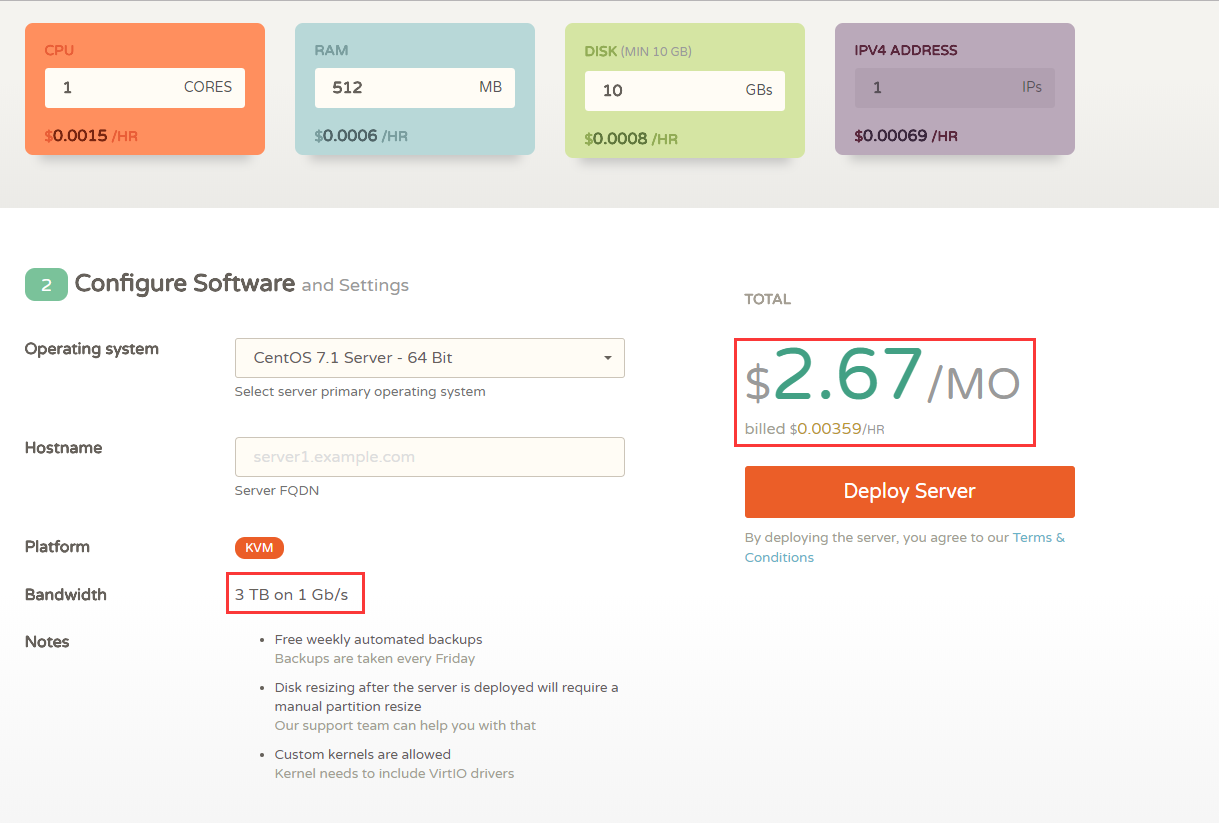 CPU
1 CORES
$0.0015 /HR
RAM
512 MB
$0.0006 /HR
DISK (MIN 10 GB)
10 GBs
$0.0008 /HR
IPV4 ADDRESS
1 IPs
$0.00069 /HR
2 Configure Software and Settings
Operating system
CentOS 7.1 Server - 64 Bit
Select server primary operating system
Hostname
server1.example.com
Server FQDN
Platform
KVM
Bandwidth
3 TB on 1 Gb/s
Notes
• Free weekly automated backups
Backups are taken every Friday
• Disk resizing after the server is deployed will require a
manual partition resize
Our support team can help you with that
• Custom kernels are allowed
Kernel needs to include VirtIO drivers
TOTAL
$2.67/MO
billed $0.00359/HR
Deploy Server
By deploying the server, you agree to our Terms &
Conditions